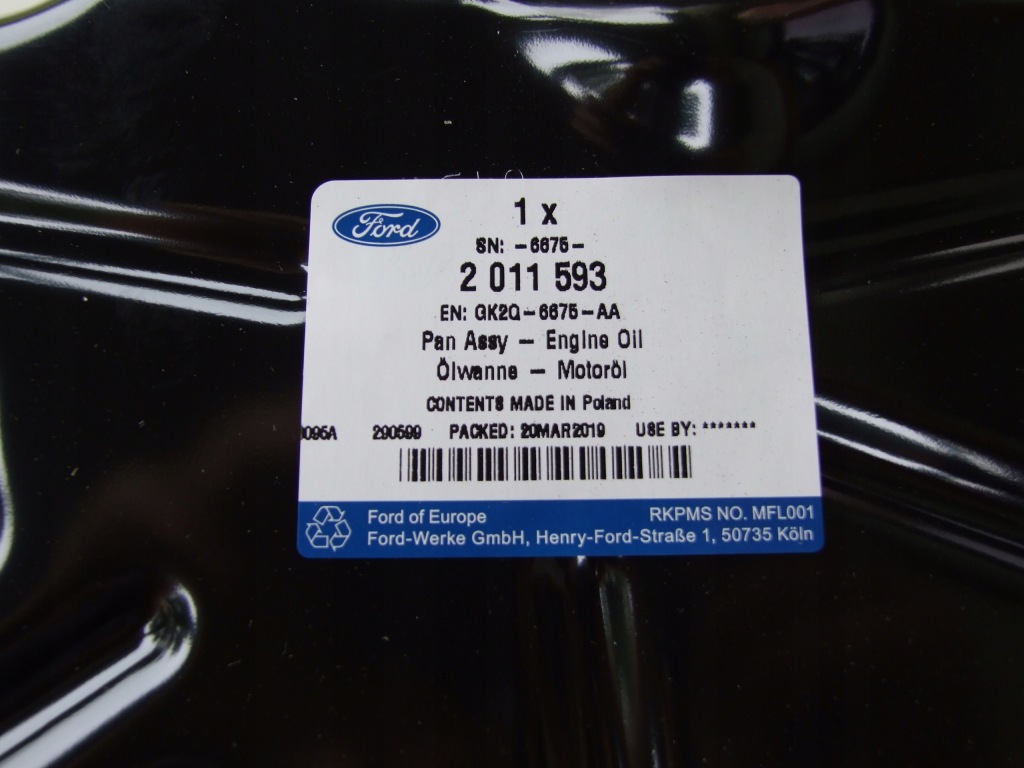 Ford
1 x
SN: -6675-
2 011 593
EN: GK2Q-6675-AA
Pan Assy - Engine Oil
Ölwanne - Motoröl
CONTENTS MADE IN Poland
290599 PACKED: 20MAR2019 USE BY: *******
Ford of Europe RKPMS NO. MFL001
Ford-Werke GmbH, Henry-Ford-Straße 1, 50735 Köln